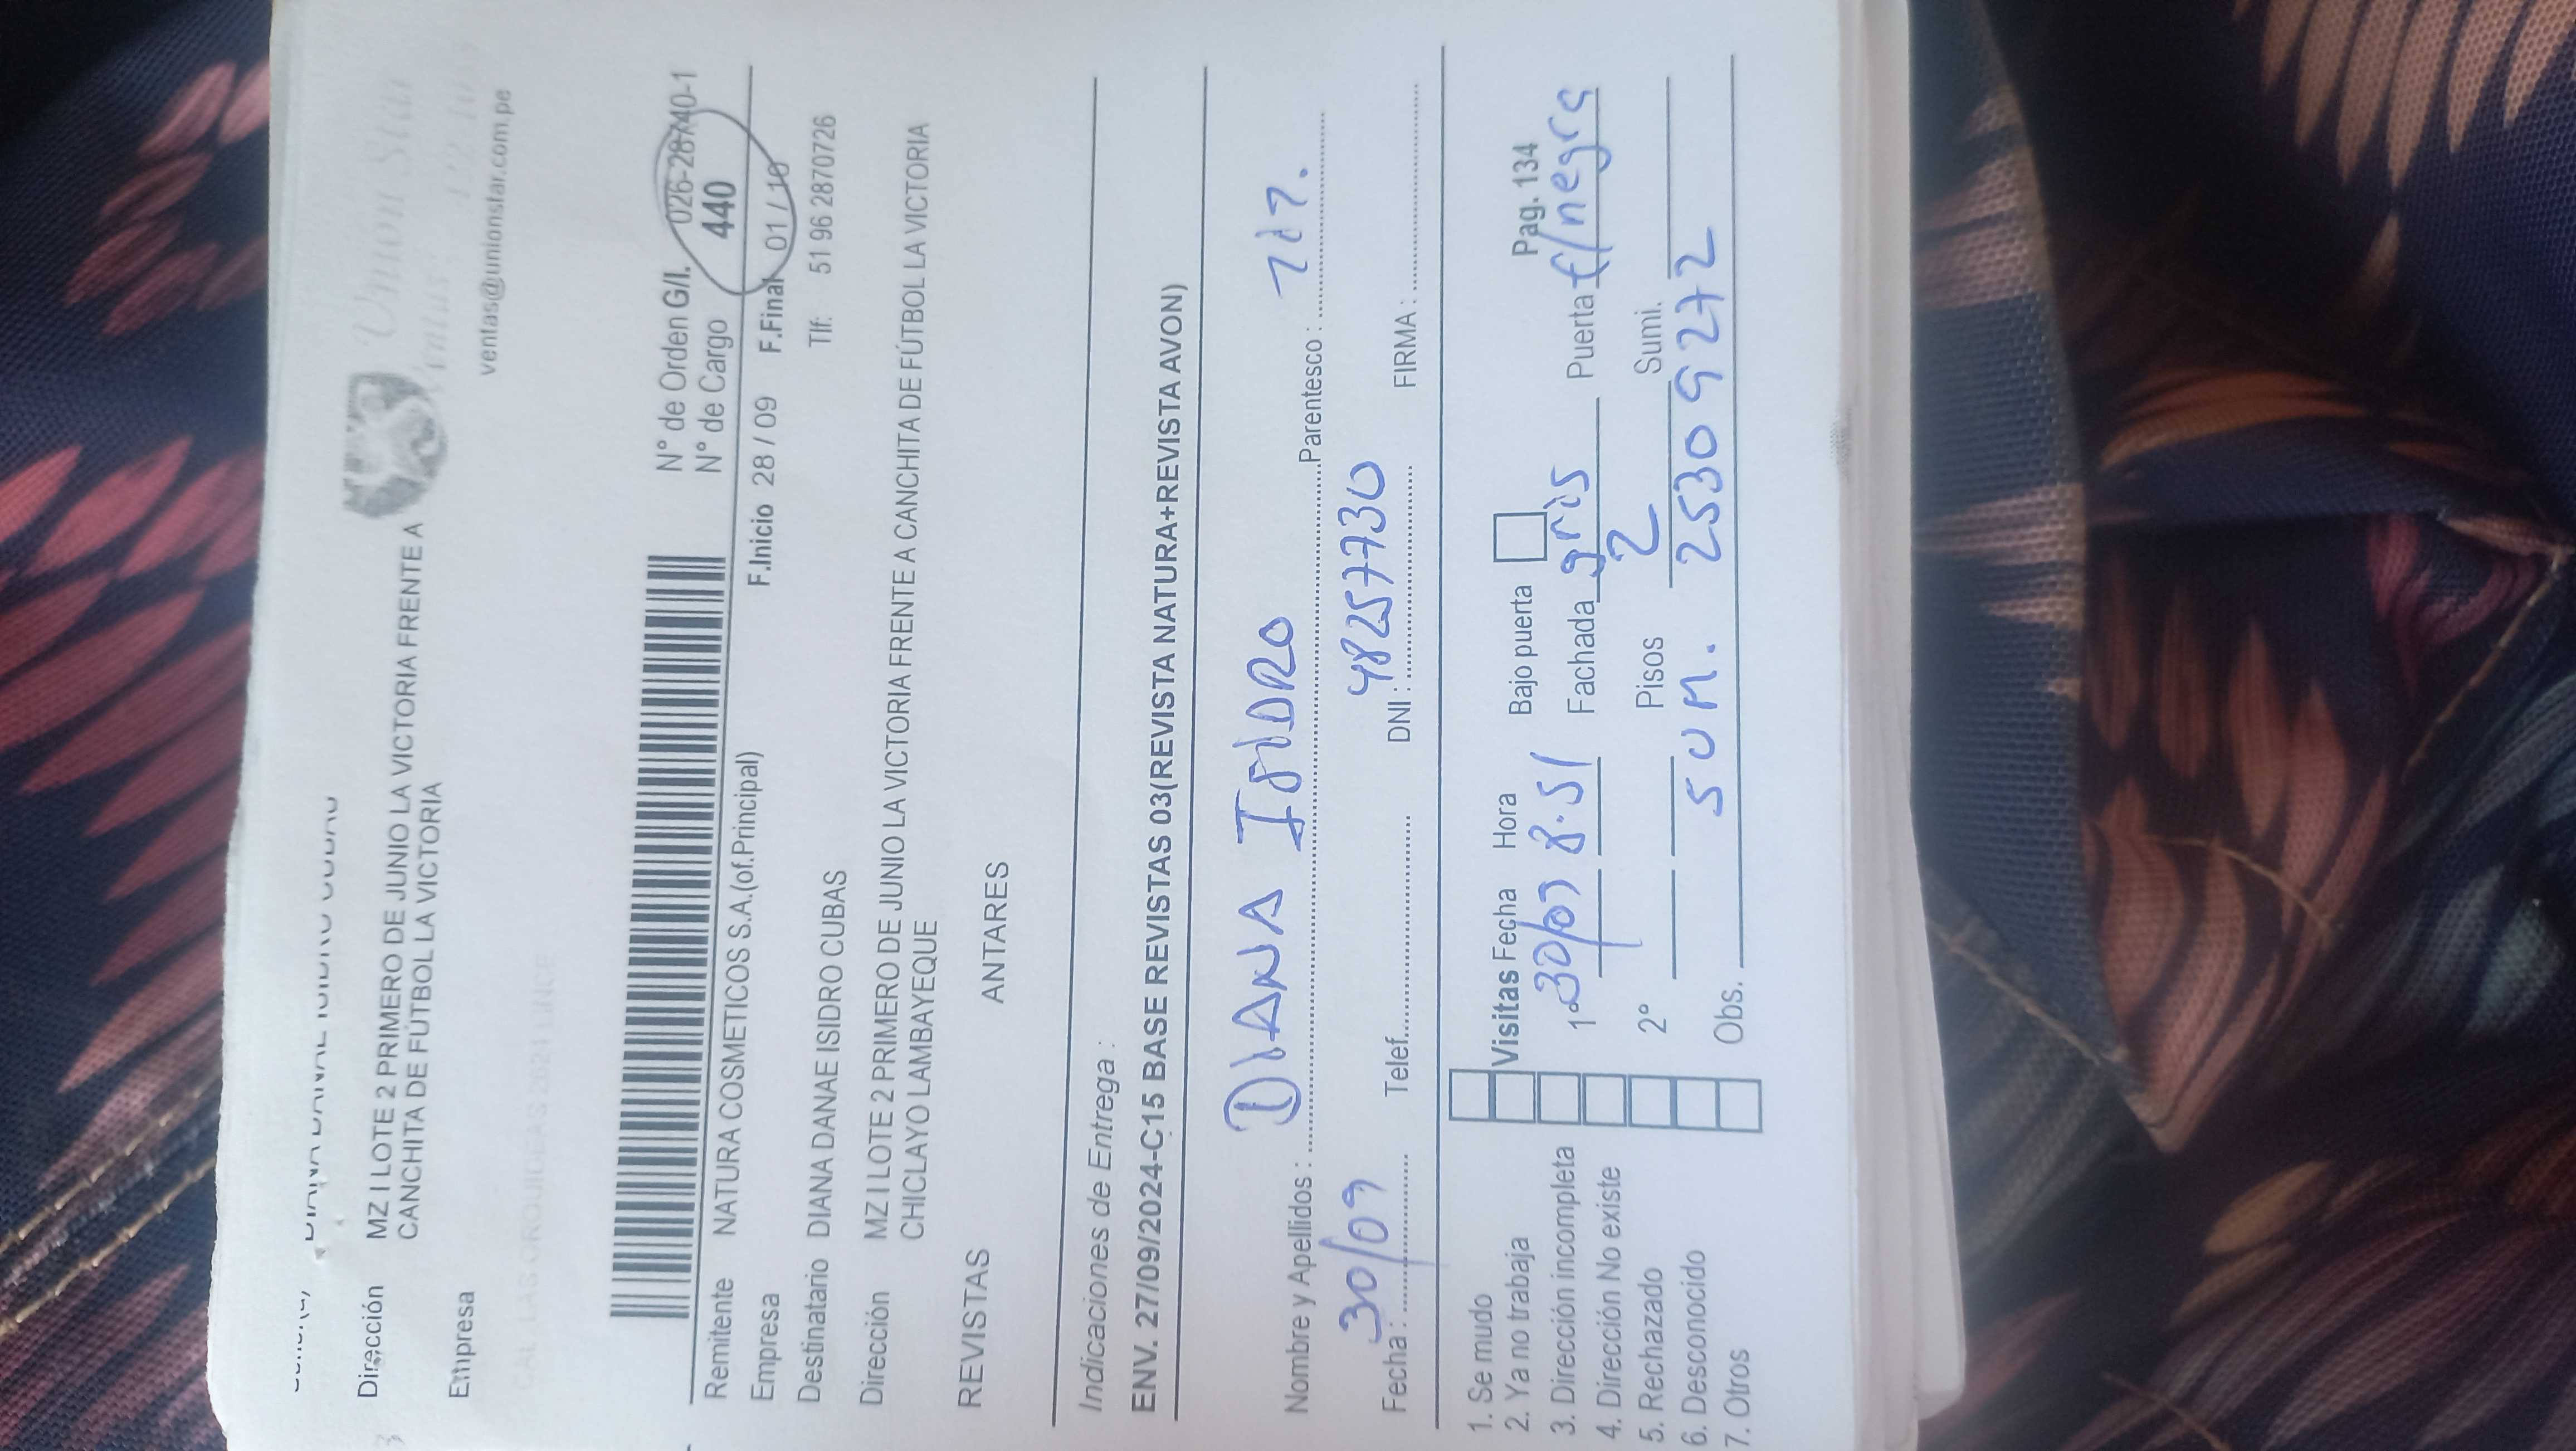 Union Star
ventas@unionstar.com.pe
Dirección MZ I LOTE 2 PRIMERO DE JUNIO LA VICTORIA FRENTE A
CANCHITA DE FÚTBOL LA VICTORIA
Empresa
N° de Orden G/I. 026-28740-1
N° de Cargo 440
Remitente NATURA COSMETICOS S.A.(of.Principal)
F.Inicio 28 / 09 F.Final 01 / 10
Empresa
Tlf: 51 96 2870726
Destinatario DIANA DANAE ISIDRO CUBAS
Dirección MZ I LOTE 2 PRIMERO DE JUNIO LA VICTORIA FRENTE A CANCHITA DE FÚTBOL LA VICTORIA
CHICLAYO LAMBAYEQUE
REVISTAS ANTARES
Indicaciones de Entrega :
ENV. 27/09/2024-C15 BASE REVISTAS 03(REVISTA NATURA+REVISTA AVON)
Nombre y Apellidos : DIANA ISIDRO Parentesco :
Fecha : 30/09 Telef. DNI : 48257730 FIRMA :
1. Se mudo
2. Ya no trabaja
3. Dirección incompleta
4. Dirección No existe
5. Rechazado
6. Desconocido
7. Otros
Visitas Fecha Hora Bajo puerta Pag. 134
1° 30/09 8.51 Fachada gris Puerta f/negra
2° Pisos 2 Sumi.
Obs. SUM. 25309272